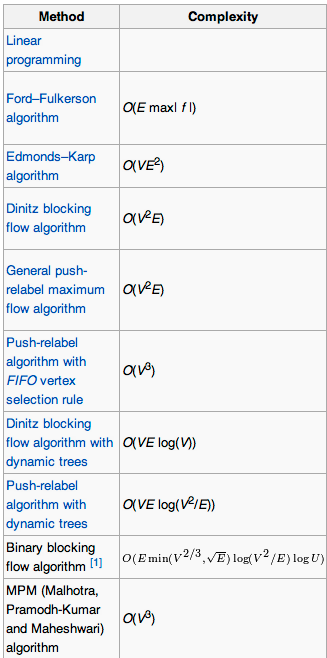 Method Complexity
Linear
programming
Ford–Fulkerson
algorithm
O(E max| f |)
Edmonds–Karp
algorithm
O(VE²)
Dinitz blocking
flow algorithm
O(V²E)
General push-
relabel maximum
flow algorithm
O(V²E)
Push-relabel
algorithm with
FIFO vertex
selection rule
O(V³)
Dinitz blocking
flow algorithm with
dynamic trees
O(VE log(V))
Push-relabel
algorithm with
dynamic trees
O(VE log(V²/E))
Binary blocking
flow algorithm [1]
O(E min(V^{2/3}, √E) log(V²/E) log U)
MPM (Malhotra,
Pramodh-Kumar
and Maheshwari)
algorithm
O(V³)